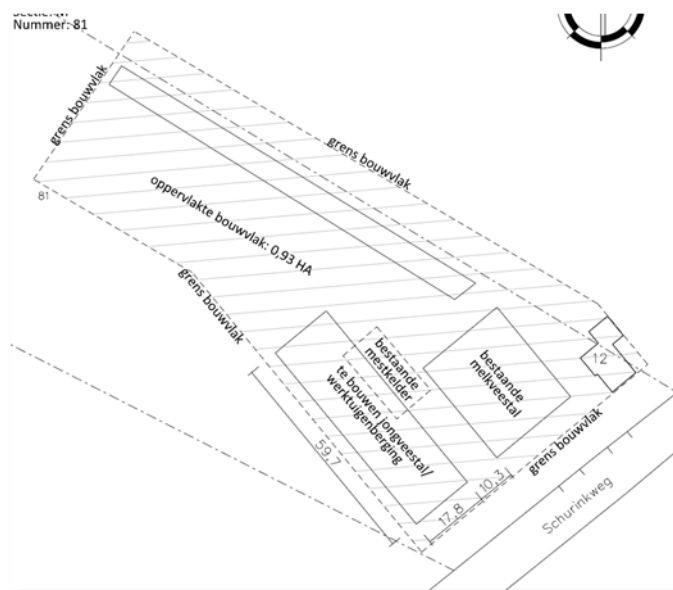 Nummer: 81
grens bouwvlak
grens bouwvlak
oppervlakte bouwvlak: 0,93 HA
81
grens bouwvlak
bestaande
mestkelder
bestaande
melkveestal
12
te bouwen jongveestal/
werktuigenberging
59,7
10,3
17,8
grens bouwvlak
Schurinkweg